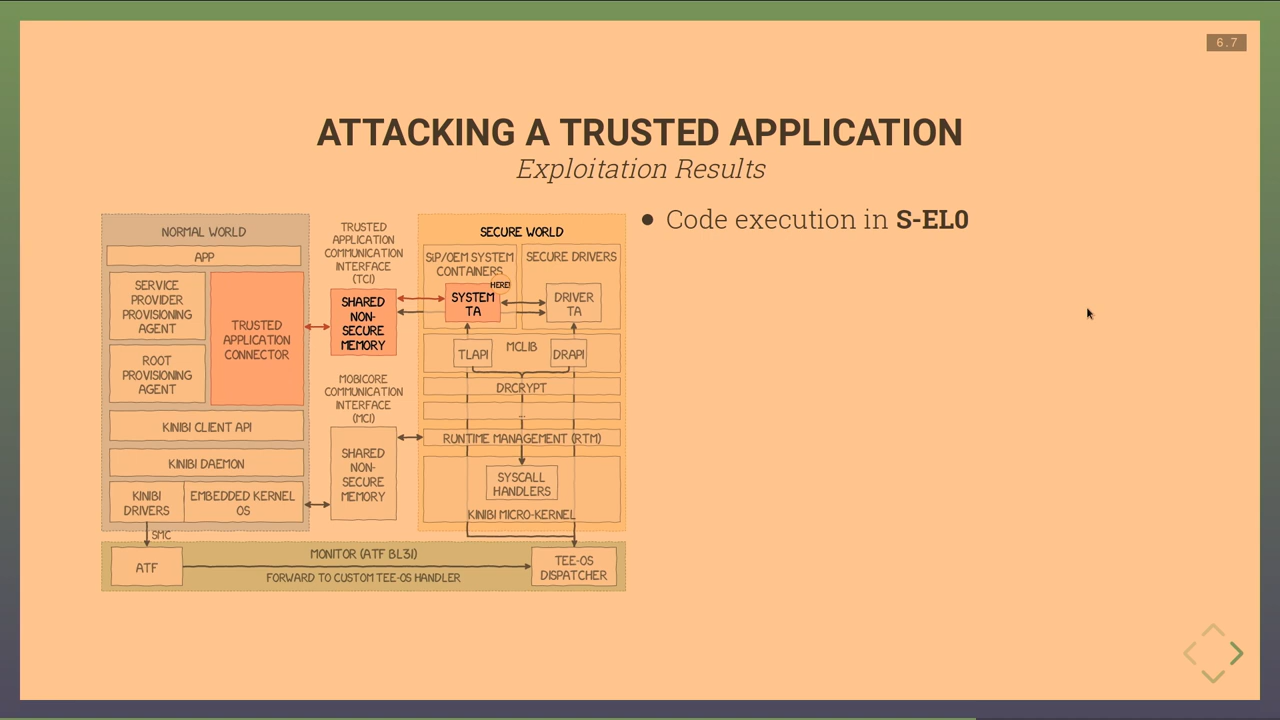 6.7
ATTACKING A TRUSTED APPLICATION
Exploitation Results
NORMAL WORLD
APP
SERVICE
PROVIDER
PROVISIONING
AGENT
ROOT
PROVISIONING
AGENT
TRUSTED
APPLICATION
CONNECTOR
KINIBI CLIENT API
KINIBI DAEMON
KINIBI
DRIVERS
EMBEDDED KERNEL
OS
SMC
TRUSTED
APPLICATION
COMMUNICATION
INTERFACE
(TCI)
SHARED
NON-
SECURE
MEMORY
MOBICORE
COMMUNICATION
INTERFACE
(MCI)
SHARED
NON-
SECURE
MEMORY
SECURE WORLD
SiP/OEM SYSTEM
CONTAINERS
HERE!
SYSTEM
TA
SECURE DRIVERS
DRIVER
TA
TLAPI
MCLIB
DRAPI
DRCRYPT
...
RUNTIME MANAGEMENT (RTM)
SYSCALL
HANDLERS
KINIBI MICRO-KERNEL
MONITOR (ATF BL31)
ATF
FORWARD TO CUSTOM TEE-OS HANDLER
TEE-OS
DISPATCHER
• Code execution in S-EL0